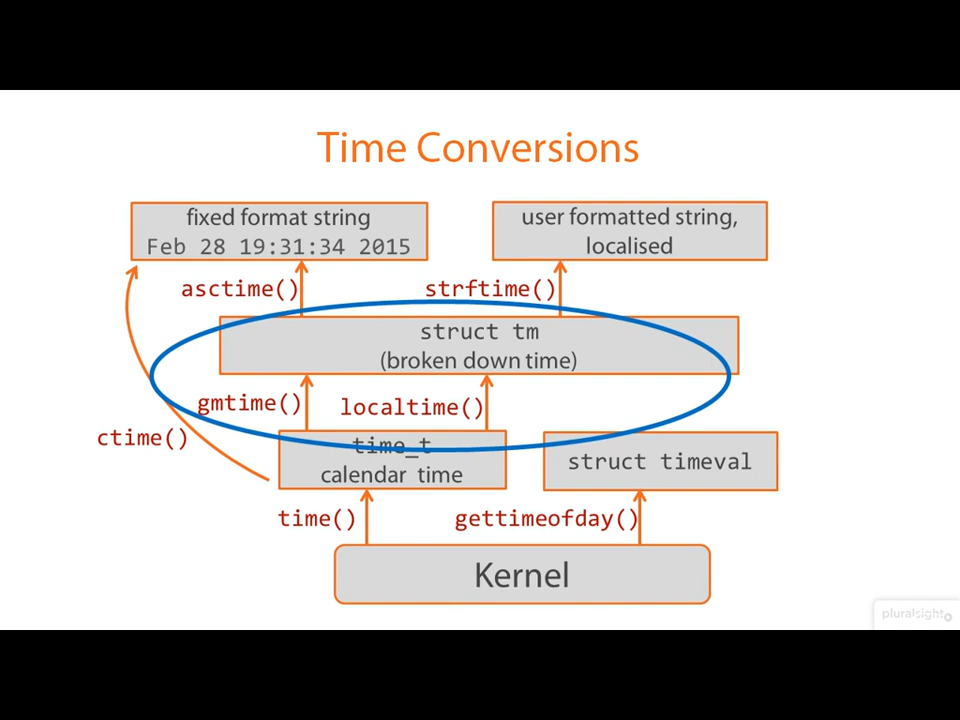 Time Conversions
fixed format string
Feb 28 19:31:34 2015
user formatted string,
localised
asctime()
strftime()
struct tm
(broken down time)
gmtime()
localtime()
ctime()
time_t
calendar time
struct timeval
time()
gettimeofday()
Kernel
pluralsight